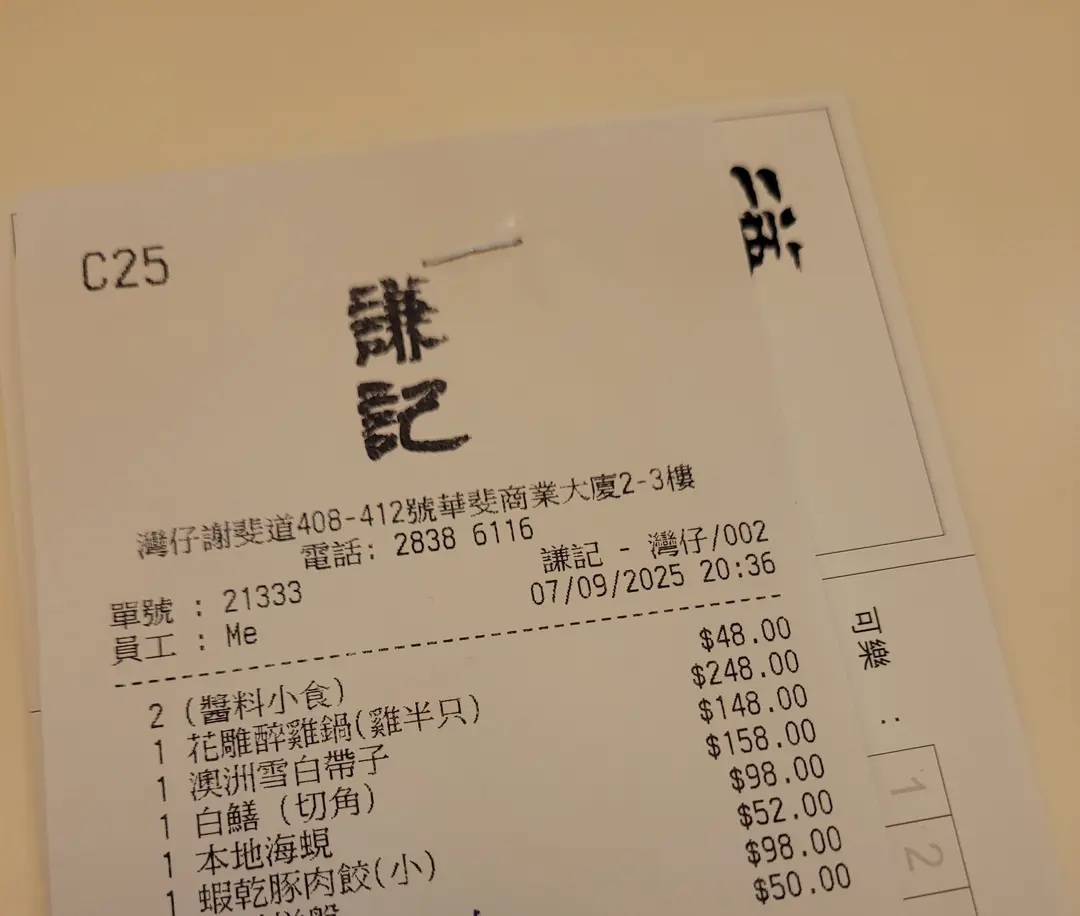 C25
謙
記
灣仔謝斐道408-412號華斐商業大廈2-3樓
電話: 2838 6116
謙記 - 灣仔/002
單號 : 21333
07/09/2025 20:36
員工 : Me
2 (醬料小食) $48.00
1 花雕醉雞鍋(雞半只) $248.00
1 澳洲雪白帶子 $148.00
1 白鱔 (切角) $158.00
1 本地海蜆 $98.00
1 蝦乾豚肉餃(小) $52.00
$98.00
$50.00
可樂 :
1
2